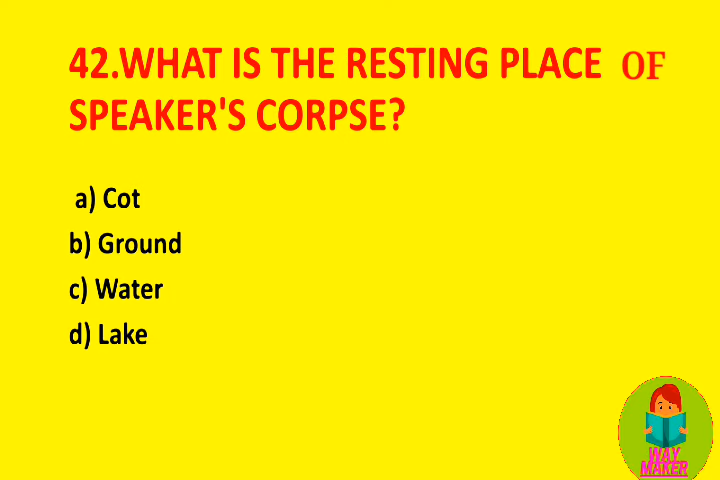 42.WHAT IS THE RESTING PLACE OF
SPEAKER'S CORPSE?
a) Cot
b) Ground
c) Water
d) Lake
WAY
MAKER